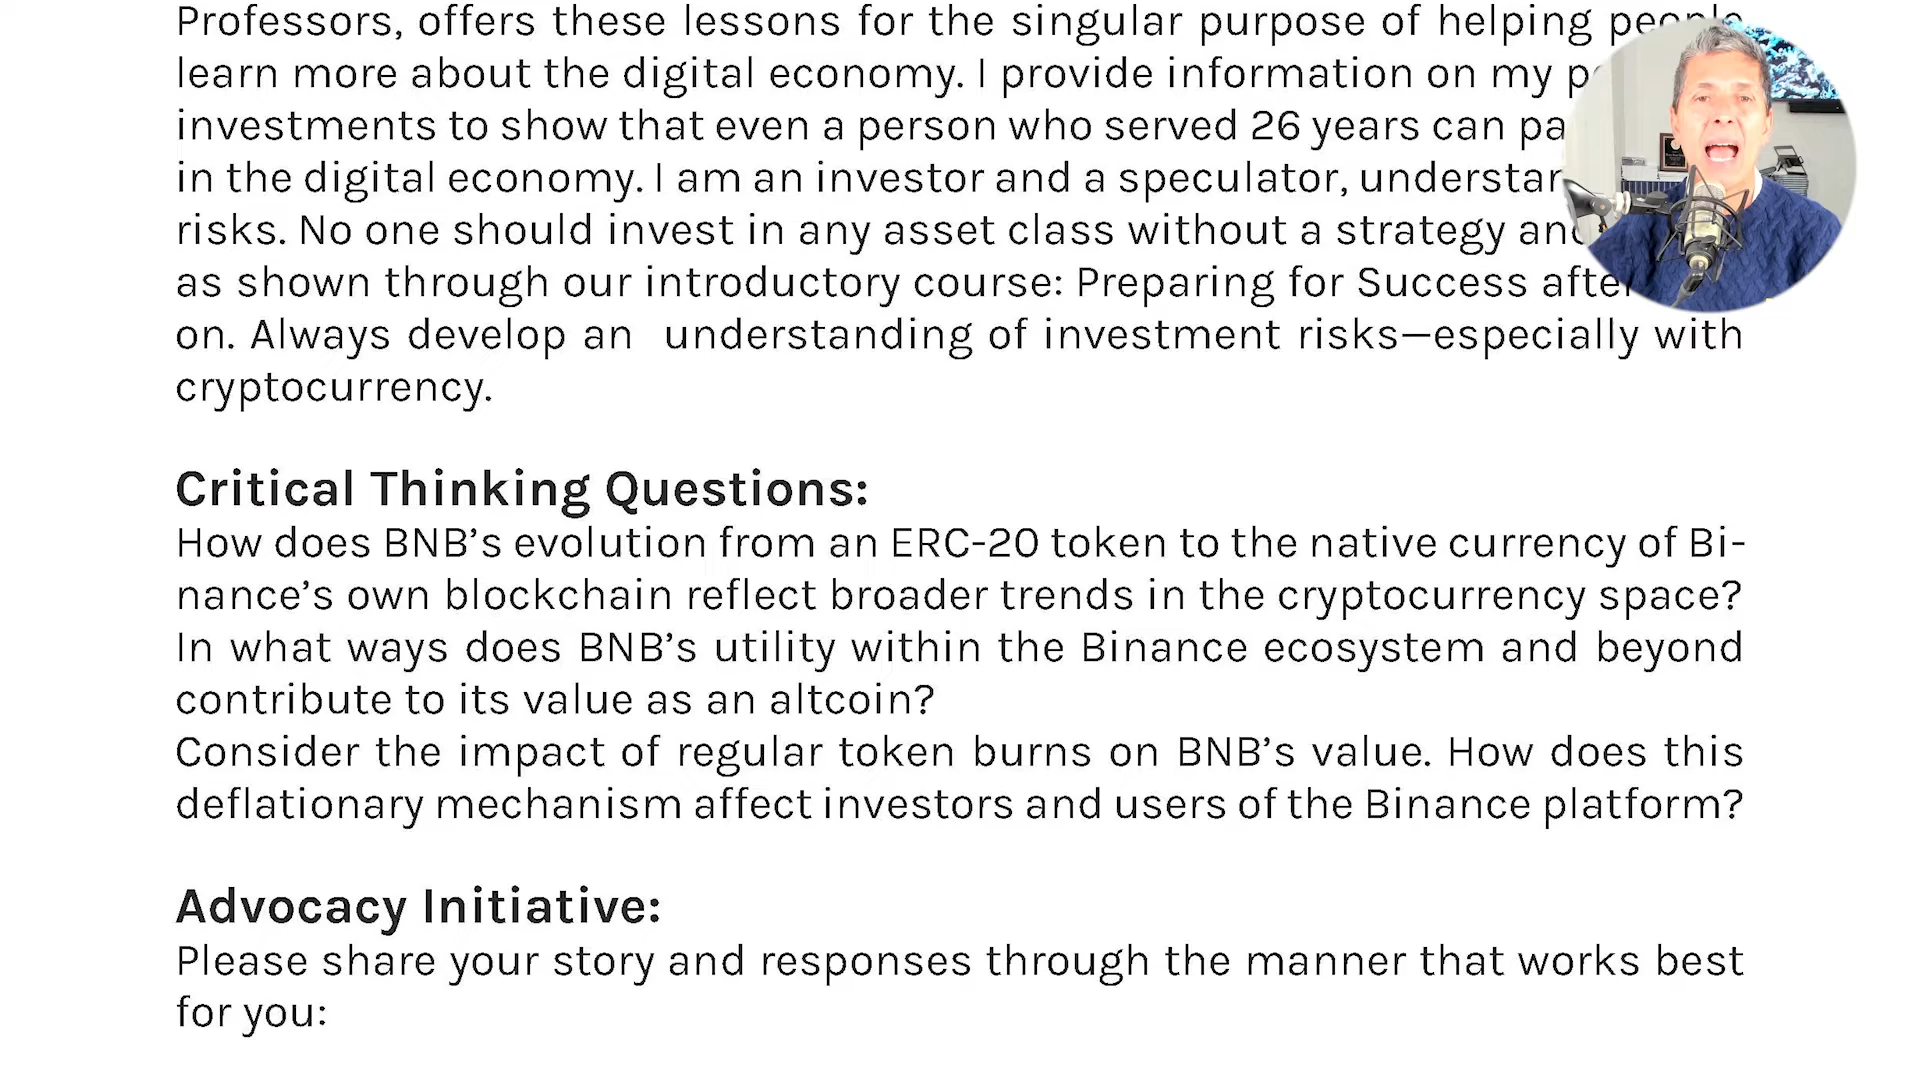 Professors, offers these lessons for the singular purpose of helping people
learn more about the digital economy. I provide information on my
investments to show that even a person who served 26 years can
in the digital economy. I am an investor and a speculator,
risks. No one should invest in any asset class without a strategy
as shown through our introductory course: Preparing for Success
on. Always develop an understanding of investment risks—especially with
cryptocurrency.
Critical Thinking Questions:
How does BNB’s evolution from an ERC-20 token to the native currency of Bi-
nance’s own blockchain reflect broader trends in the cryptocurrency space?
In what ways does BNB’s utility within the Binance ecosystem and beyond
contribute to its value as an altcoin?
Consider the impact of regular token burns on BNB’s value. How does this
deflationary mechanism affect investors and users of the Binance platform?
Advocacy Initiative:
Please share your story and responses through the manner that works best
for you: